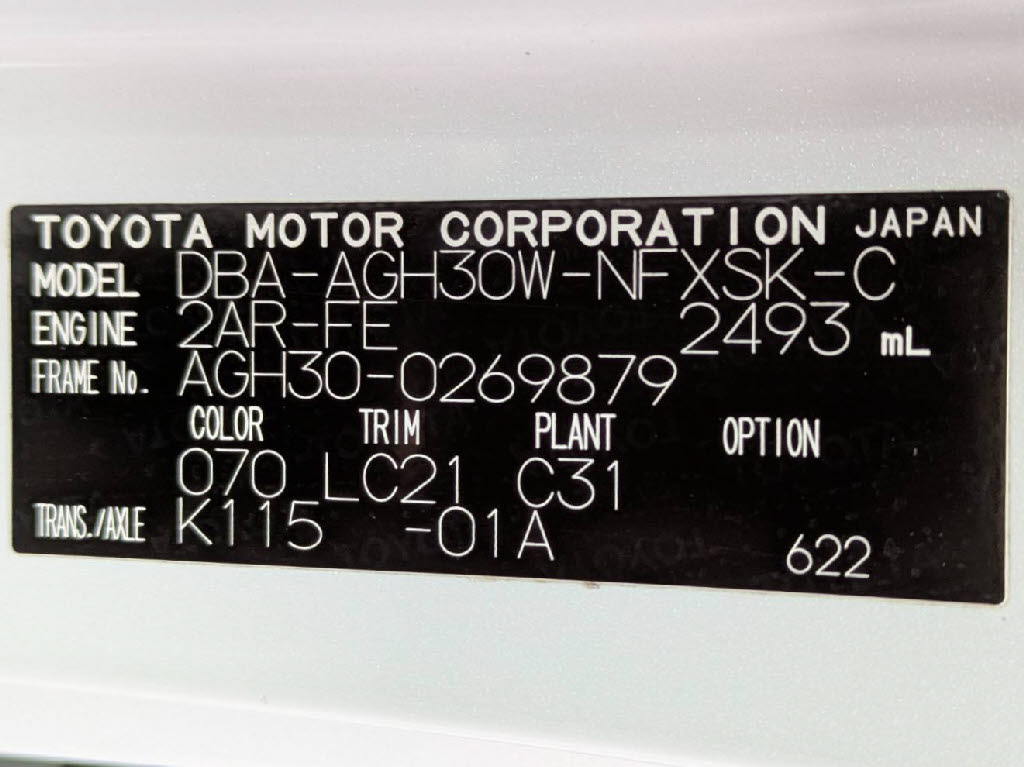 TOYOTA MOTOR CORPORATION JAPAN
MODEL DBA-AGH30W-NFXSK-C
ENGINE 2AR-FE 2493 mL
FRAME No. AGH30-0269879
COLOR TRIM PLANT OPTION
070 LC21 C31
TRANS./AXLE K115 -01A 622